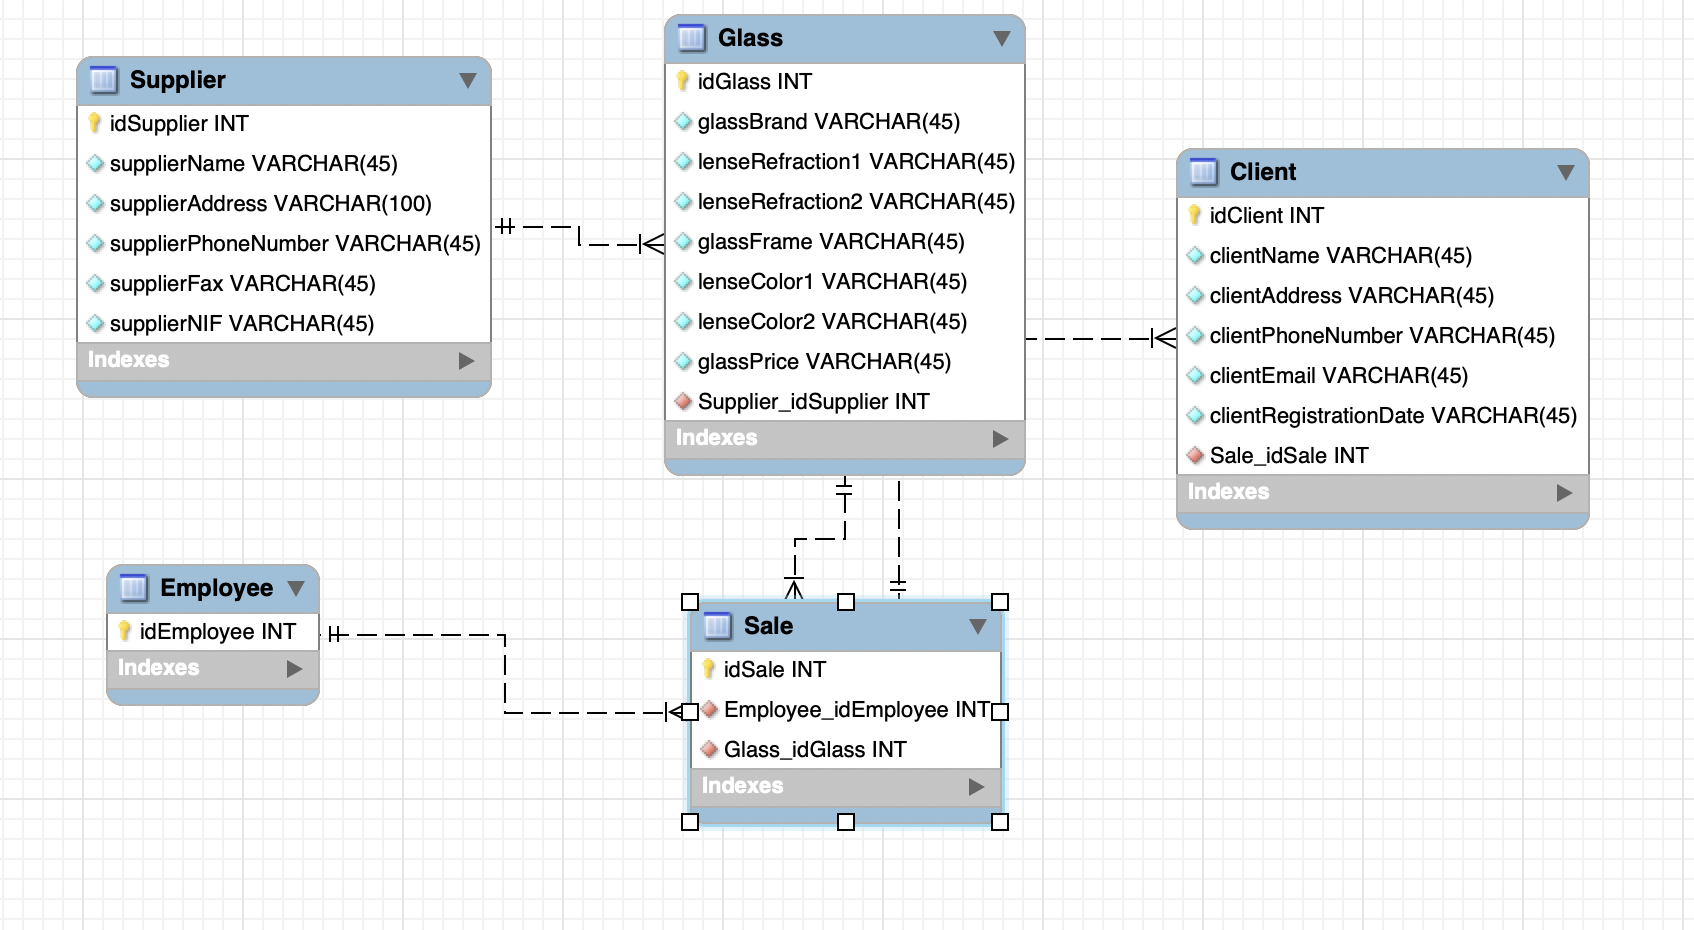 Supplier
idSupplier INT
supplierName VARCHAR(45)
supplierAddress VARCHAR(100)
supplierPhoneNumber VARCHAR(45)
supplierFax VARCHAR(45)
supplierNIF VARCHAR(45)
Indexes
Glass
idGlass INT
glassBrand VARCHAR(45)
lenseRefraction1 VARCHAR(45)
lenseRefraction2 VARCHAR(45)
glassFrame VARCHAR(45)
lenseColor1 VARCHAR(45)
lenseColor2 VARCHAR(45)
glassPrice VARCHAR(45)
Supplier_idSupplier INT
Indexes
Client
idClient INT
clientName VARCHAR(45)
clientAddress VARCHAR(45)
clientPhoneNumber VARCHAR(45)
clientEmail VARCHAR(45)
clientRegistrationDate VARCHAR(45)
Sale_idSale INT
Indexes
Employee
idEmployee INT
Indexes
Sale
idSale INT
Employee_idEmployee INT
Glass_idGlass INT
Indexes